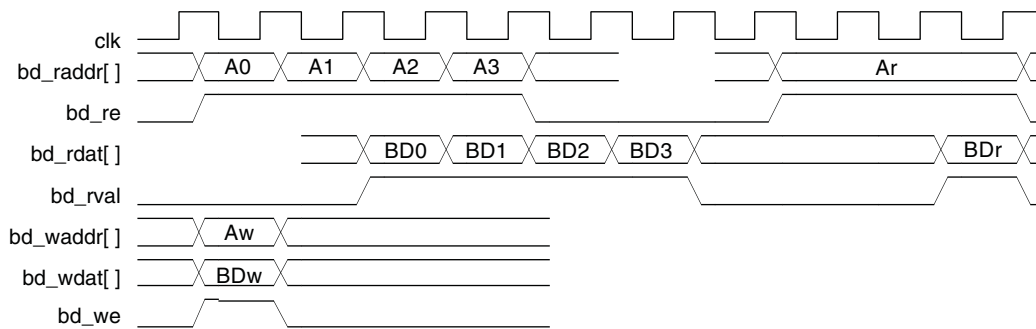 clk
bd_raddr[ ] A0 A1 A2 A3 Ar
bd_re
bd_rdat[ ] BD0 BD1 BD2 BD3 BDr
bd_rval
bd_waddr[ ] Aw
bd_wdat[ ] BDw
bd_we